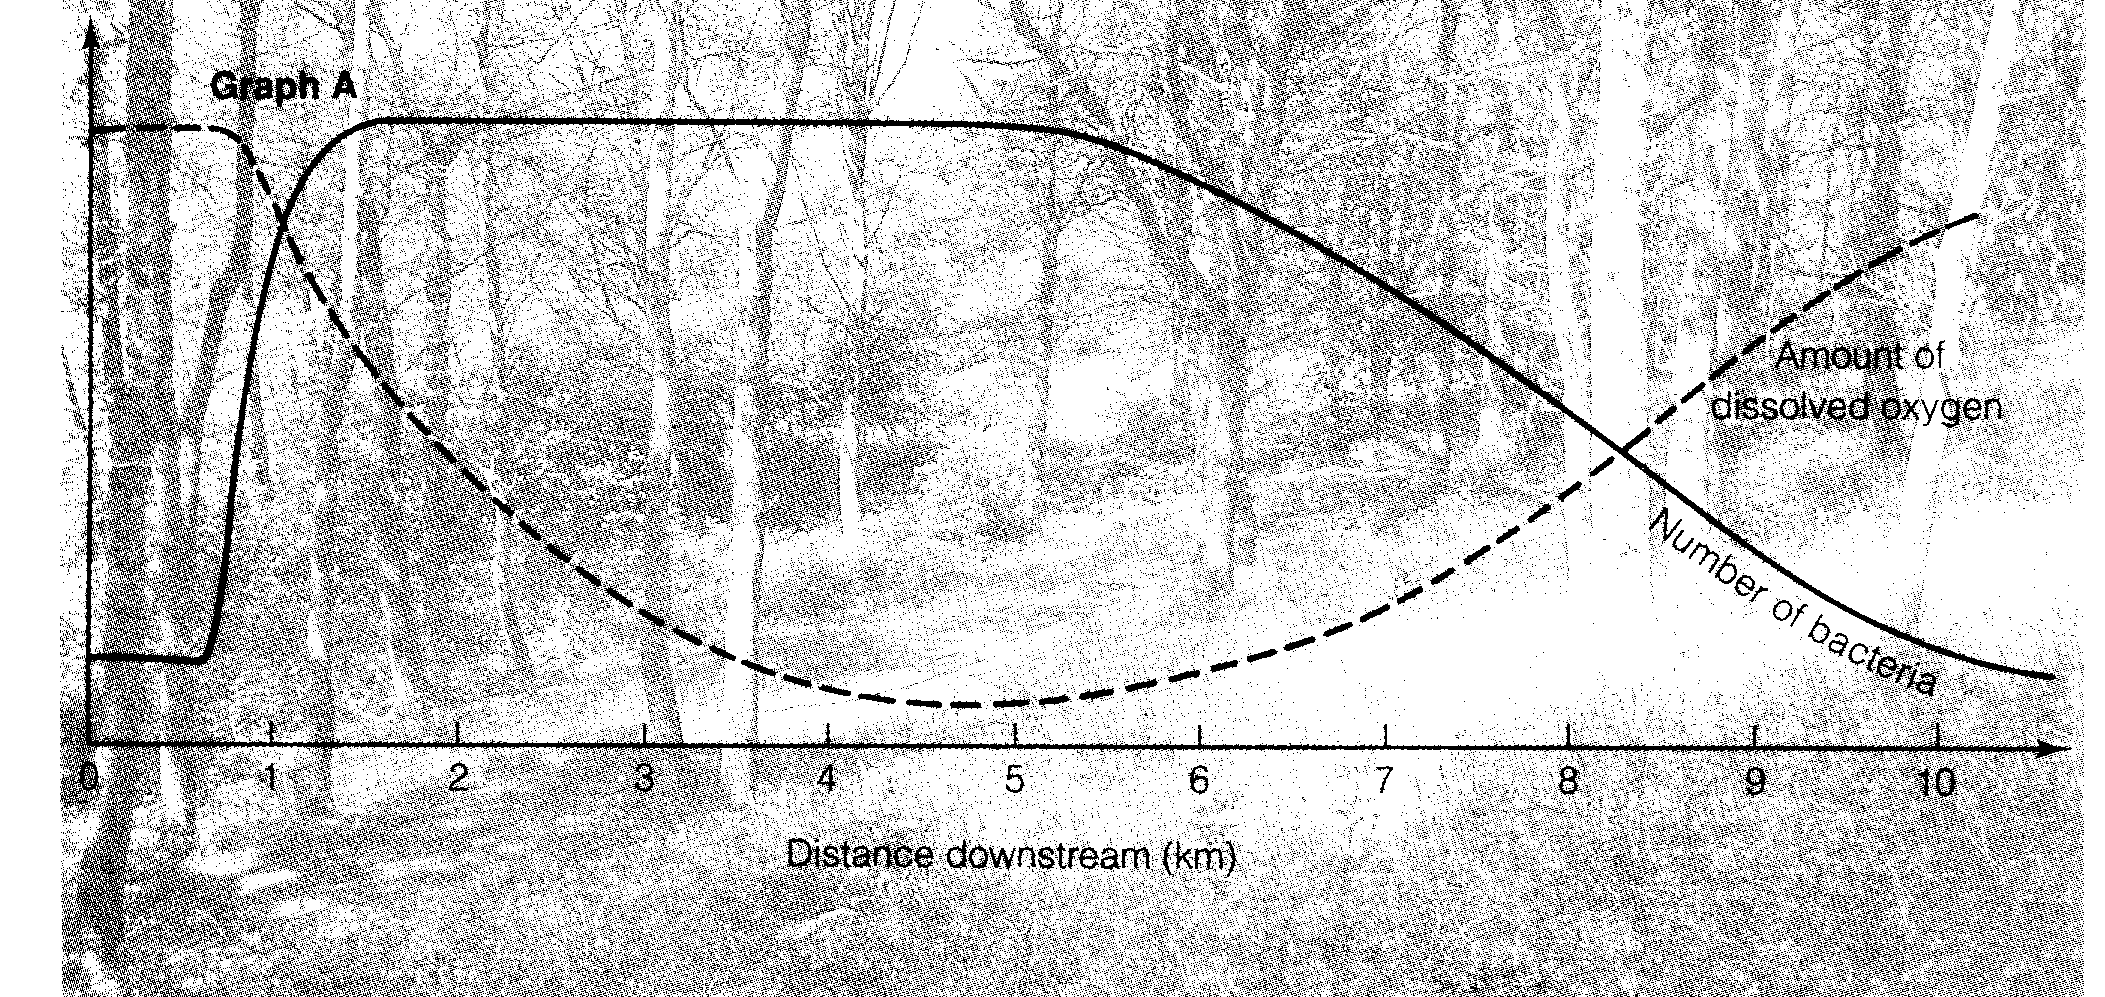 Graph A
Amount of
dissolved oxygen
Number of bacteria
0 1 2 3 4 5 6 7 8 9 10
Distance downstream (km)